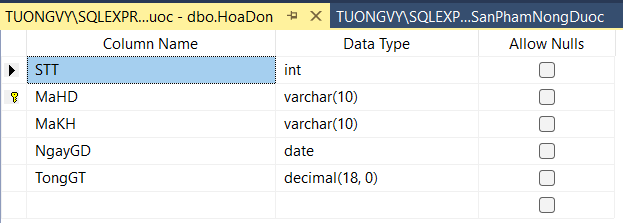 TUONGVY\SQLEXPR...uoc - dbo.HoaDon TUONGVY\SQLEXP...SanPhamNongDuoc
Column Name Data Type Allow Nulls
STT int
MaHD varchar(10)
MaKH varchar(10)
NgayGD date
TongGT decimal(18, 0)